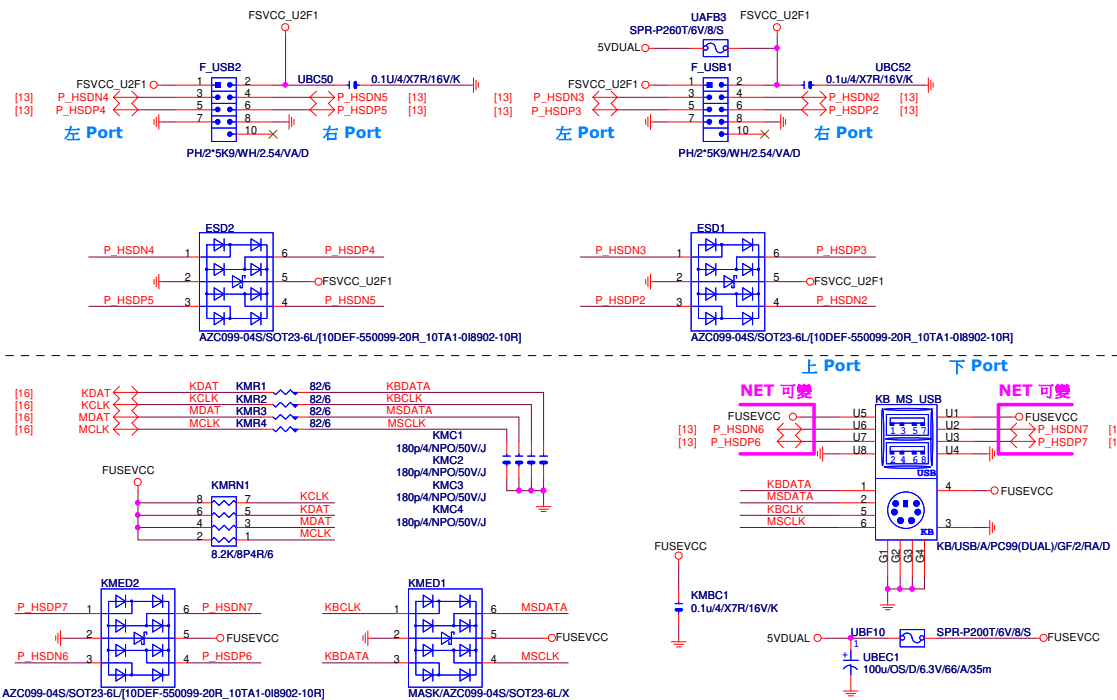 FSVCC_U2F1
F_USB2
UBC50
0.1U/4/X7R/16V/K
FSVCC_U2F1
1
2
[13]
P_HSDN4
3
4
P_HSDN5
[13]
[13]
P_HSDP4
5
6
P_HSDP5
[13]
7
8
10
左 Port
右 Port
PH/2*5K9/WH/2.54/VA/D
UAFB3
FSVCC_U2F1
SPR-P260T/6V/8/S
5VDUAL
F_USB1
UBC52
0.1u/4/X7R/16V/K
FSVCC_U2F1
1
2
[13]
P_HSDN3
3
4
P_HSDN2
[13]
[13]
P_HSDP3
5
6
P_HSDP2
[13]
7
8
10
左 Port
右 Port
PH/2*5K9/WH/2.54/VA/D
ESD2
P_HSDN4
1
6
P_HSDP4
2
5
FSVCC_U2F1
P_HSDP5
3
4
P_HSDN5
AZC099-04S/SOT23-6L/[10DEF-550099-20R_10TA1-0I8902-10R]
ESD1
P_HSDN3
1
6
P_HSDP3
2
5
FSVCC_U2F1
P_HSDP2
3
4
P_HSDN2
AZC099-04S/SOT23-6L/[10DEF-550099-20R_10TA1-0I8902-10R]
[16]
KDAT
KDAT
KMR1
82/6
KBDATA
[16]
KCLK
KCLK
KMR2
82/6
KBCLK
[16]
MDAT
MDAT
KMR3
82/6
MSDATA
[16]
MCLK
MCLK
KMR4
82/6
MSCLK
KMC1
180p/4/NPO/50V/J
KMC2
180p/4/NPO/50V/J
KMC3
180p/4/NPO/50V/J
KMC4
180p/4/NPO/50V/J
FUSEVCC
KMRN1
8
7
KCLK
6
5
KDAT
4
3
MDAT
2
1
MCLK
8.2K/8P4R/6
上 Port
下 Port
NET 可變
NET 可變
KB_MS_USB
FUSEVCC
U5
U1
FUSEVCC
[13]
P_HSDN6
U6
U2
P_HSDN7
[1
[13]
P_HSDP6
U7
U3
P_HSDP7
[1
U8
U4
1 3 5 7
2 4 6 8
USB
KBDATA
1
4
FUSEVCC
MSDATA
2
KBCLK
5
MSCLK
6
3
KB
G1
G2
G3
G4
KB/USB/A/PC99(DUAL)/GF/2/RA/D
FUSEVCC
KMBC1
0.1u/4/X7R/16V/K
KMED2
P_HSDP7
1
6
P_HSDN7
2
5
FUSEVCC
P_HSDN6
3
4
P_HSDP6
AZC099-04S/SOT23-6L/[10DEF-550099-20R_10TA1-0I8902-10R]
KMED1
KBCLK
1
6
MSDATA
2
5
FUSEVCC
KBDATA
3
4
MSCLK
MASK/AZC099-04S/SOT23-6L/X
5VDUAL
UBF10
SPR-P200T/6V/8/S
FUSEVCC
1
+
UBEC1
100u/OS/D/6.3V/66/A/35m